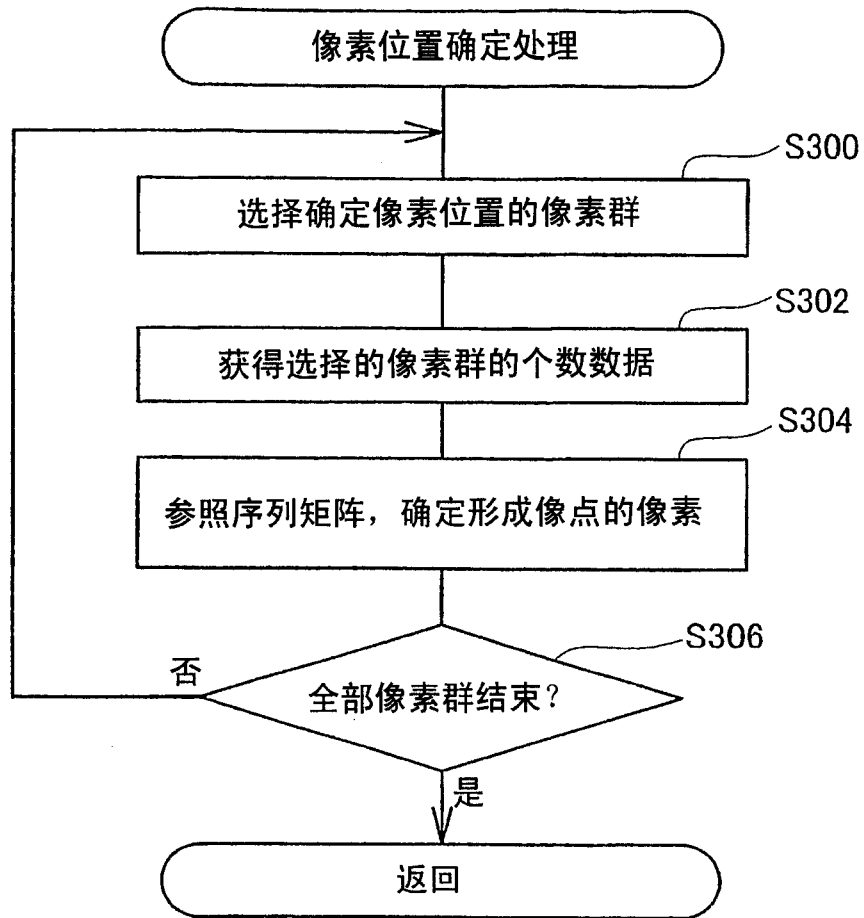 像素位置确定处理
S300
选择确定像素位置的像素群
S302
获得选择的像素群的个数数据
S304
参照序列矩阵，确定形成像点的像素
S306
否
全部像素群结束？
是
返回